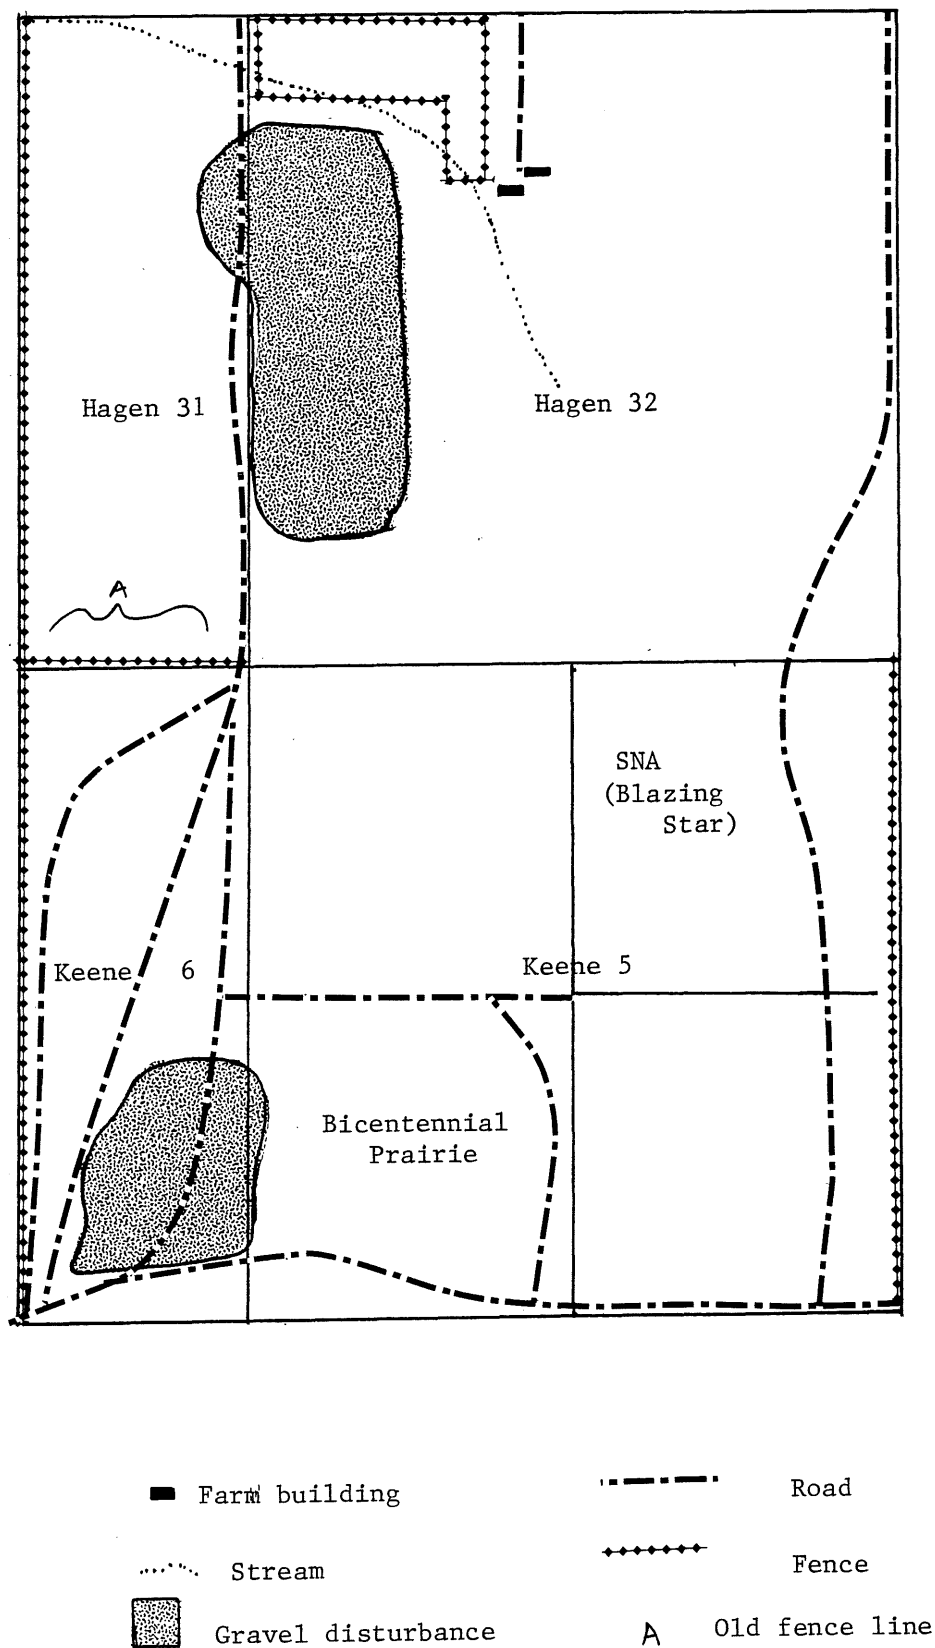 Hagen 31
Hagen 32
A
SNA
(Blazing
Star)
Keene 6
Keene 5
Bicentennial
Prairie
Farm building
Road
Stream
Fence
Gravel disturbance
A Old fence line